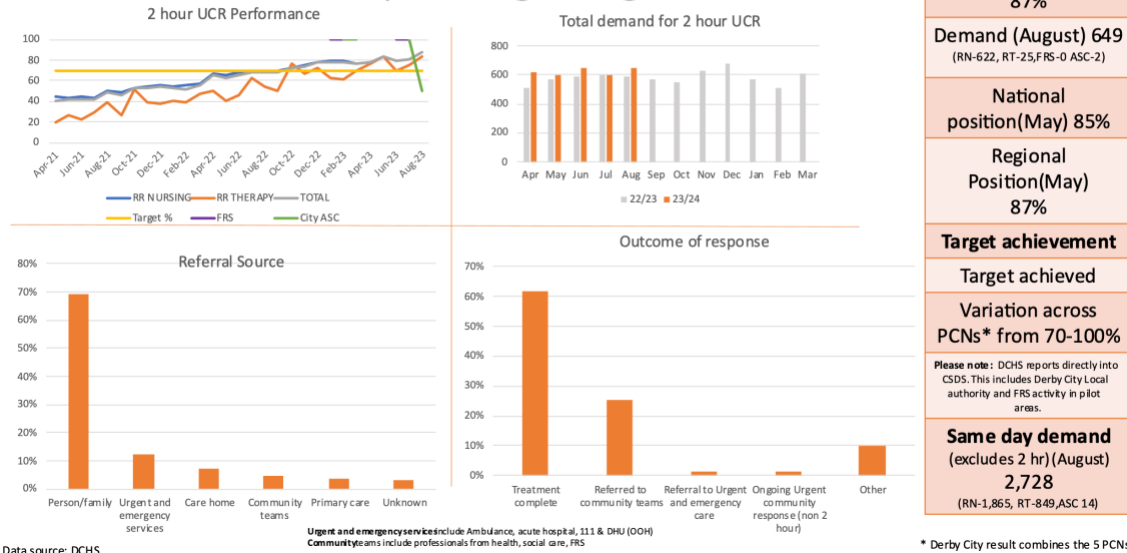 2 hour UCR Performance
100
80
60
40
20
0
Apr-21
Jun-21
Aug-21
Oct-21
Dec-21
Feb-22
Apr-22
Jun-22
Aug-22
Oct-22
Dec-22
Feb-23
Apr-23
Jun-23
Aug-23
RR NURSING
RR THERAPY
TOTAL
Target %
FRS
City ASC
Total demand for 2 hour UCR
800
600
400
200
0
Apr May Jun Jul Aug Sep Oct Nov Dec Jan Feb Mar
22/23 23/24
Referral Source
80%
70%
60%
50%
40%
30%
20%
10%
0%
Person/family
Urgent and
emergency
services
Care home
Community
teams
Primary care
Unknown
Outcome of response
70%
60%
50%
40%
30%
20%
10%
0%
Treatment
complete
Referred to
community teams
Referral to Urgent
and emergency
care
Ongoing Urgent
community
response (non 2
hour)
Other
Urgent and emergency services include Ambulance, acute hospital, 111 & DHU (OOH)
Community teams include professionals from health, social care, FRS
Data source: DCHS
87%
Demand (August) 649
(RN-622, RT-25,FRS-0 ASC-2)
National
position(May) 85%
Regional
Position(May)
87%
Target achievement
Target achieved
Variation across
PCNs* from 70-100%
Please note: DCHS reports directly into
CSDS. This includes Derby City Local
authority and FRS activity in pilot
areas.
Same day demand
(excludes 2 hr) (August)
2,728
(RN-1,865, RT-849,ASC 14)
* Derby City result combines the 5 PCNs